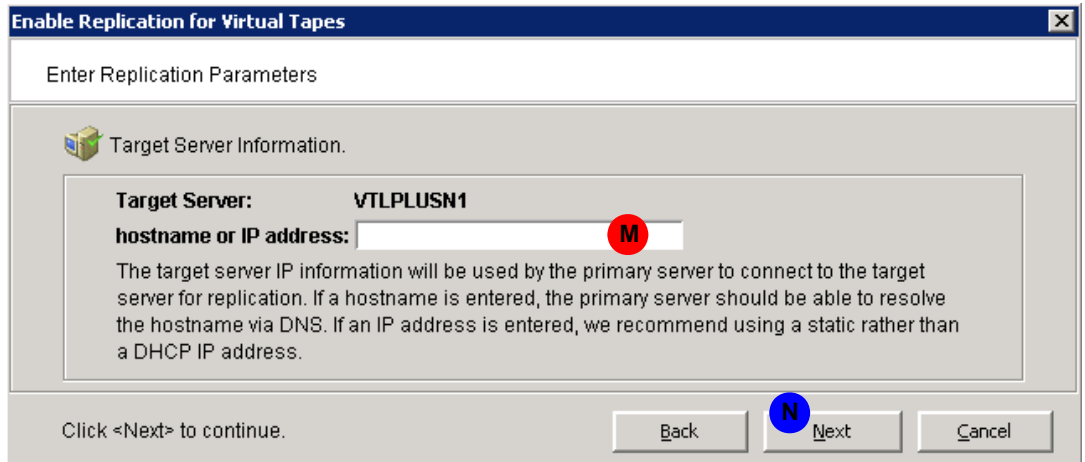 Enable Replication for Virtual Tapes
Enter Replication Parameters
Target Server Information.
Target Server: VTLPLUSN1
hostname or IP address: M
The target server IP information will be used by the primary server to connect to the target
server for replication. If a hostname is entered, the primary server should be able to resolve
the hostname via DNS. If an IP address is entered, we recommend using a static rather than
a DHCP IP address.
Click <Next> to continue. Back N Next Cancel